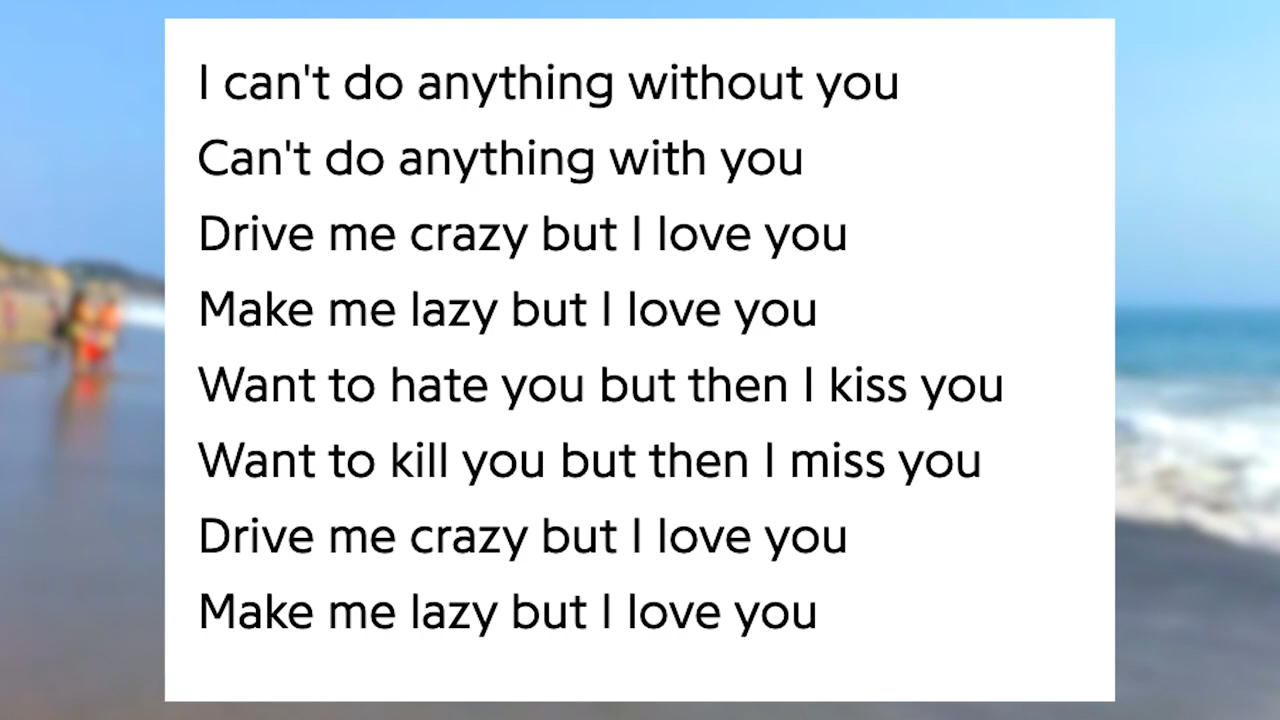 I can't do anything without you
Can't do anything with you
Drive me crazy but I love you
Make me lazy but I love you
Want to hate you but then I kiss you
Want to kill you but then I miss you
Drive me crazy but I love you
Make me lazy but I love you